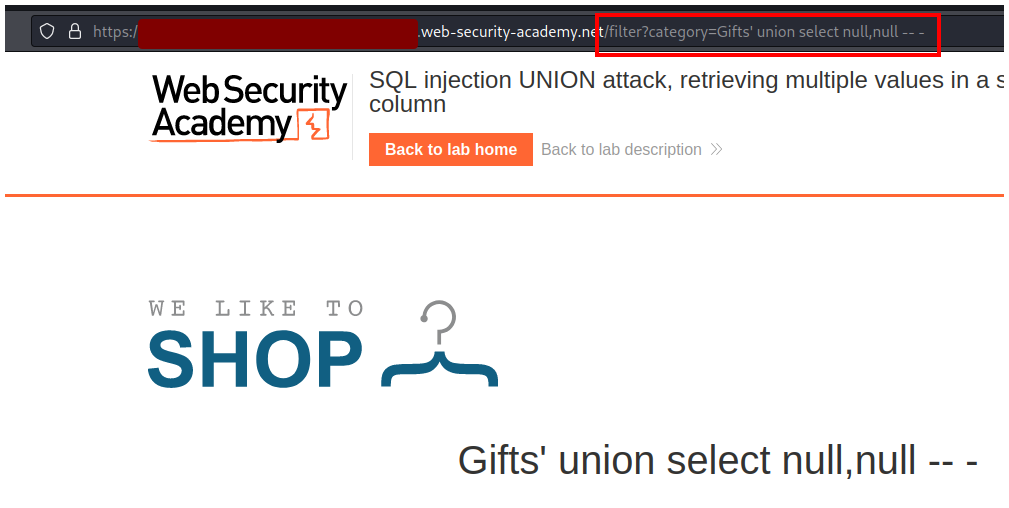 https:/ .web-security-academy.net/filter?category=Gifts' union select null,null -- -
Web Security
Academy
SQL injection UNION attack, retrieving multiple values in a s
column
Back to lab home
Back to lab description
WE LIKE TO
SHOP
Gifts' union select null,null -- -